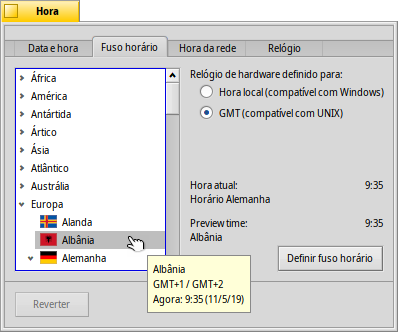 Hora
Data e hora
Fuso horário
Hora da rede
Relógio
África
América
Antártida
Ártico
Ásia
Atlântico
Austrália
Europa
Alanda
Albânia
Alemanha
Relógio de hardware definido para:
Hora local (compatível com Windows)
GMT (compatível com UNIX)
Hora atual: 9:35
Horário Alemanha
Preview time: 9:35
Albânia
Definir fuso horário
Albânia
GMT+1 / GMT+2
Agora: 9:35 (11/5/19)
Reverter